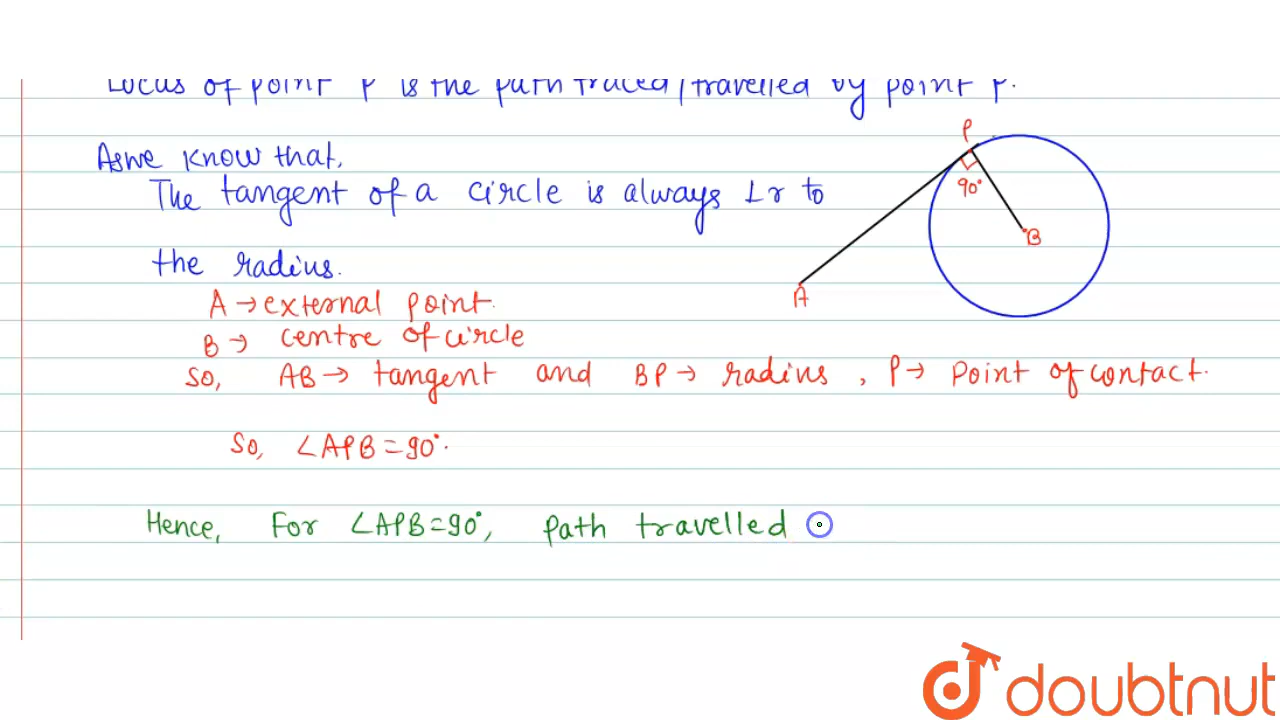 Locus of point P is the path traced/travelled by point P.
As we know that,
The tangent of a circle is always ⊥r to
the radius.
A → external point.
B → centre of circle
So, AB → tangent and BP → radius, P → Point of contact.
So, ∠APB = 90°.
Hence, For ∠APB = 90°, path travelled
P
90°
B
A
doubtnut